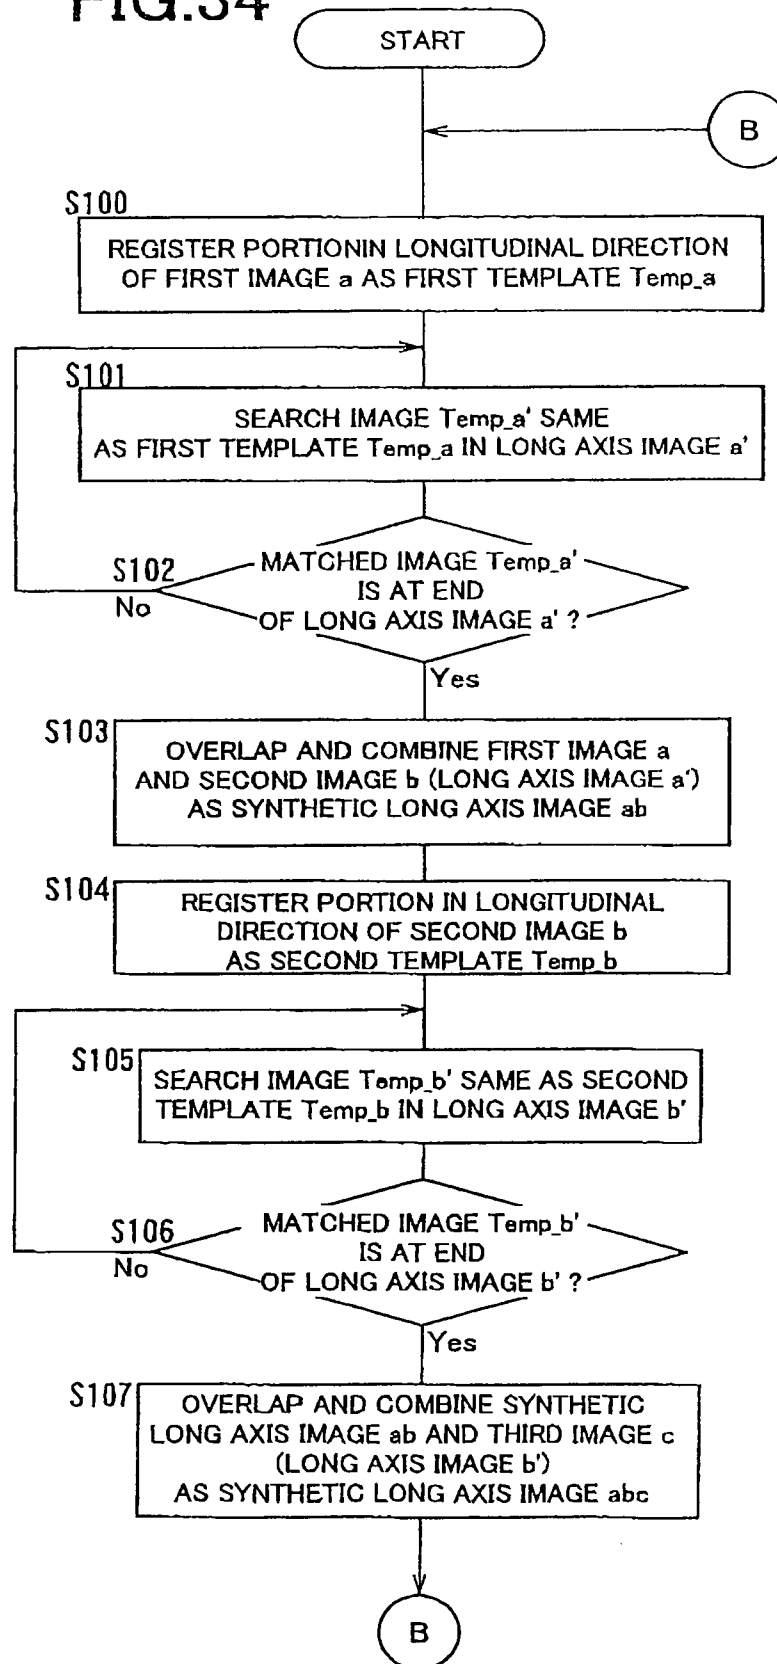 FIG.34
START
B
S100
REGISTER PORTIONIN LONGITUDINAL DIRECTION
OF FIRST IMAGE a AS FIRST TEMPLATE Temp_a
S101
SEARCH IMAGE Temp_a' SAME
AS FIRST TEMPLATE Temp_a IN LONG AXIS IMAGE a'
S102
MATCHED IMAGE Temp_a'
IS AT END
OF LONG AXIS IMAGE a' ?
No
Yes
S103
OVERLAP AND COMBINE FIRST IMAGE a
AND SECOND IMAGE b (LONG AXIS IMAGE a')
AS SYNTHETIC LONG AXIS IMAGE ab
S104
REGISTER PORTION IN LONGITUDINAL
DIRECTION OF SECOND IMAGE b
AS SECOND TEMPLATE Temp_b
S105
SEARCH IMAGE Temp_b' SAME AS SECOND
TEMPLATE Temp_b IN LONG AXIS IMAGE b'
S106
MATCHED IMAGE Temp_b'
IS AT END
OF LONG AXIS IMAGE b' ?
No
Yes
S107
OVERLAP AND COMBINE SYNTHETIC
LONG AXIS IMAGE ab AND THIRD IMAGE c
(LONG AXIS IMAGE b')
AS SYNTHETIC LONG AXIS IMAGE abc
B